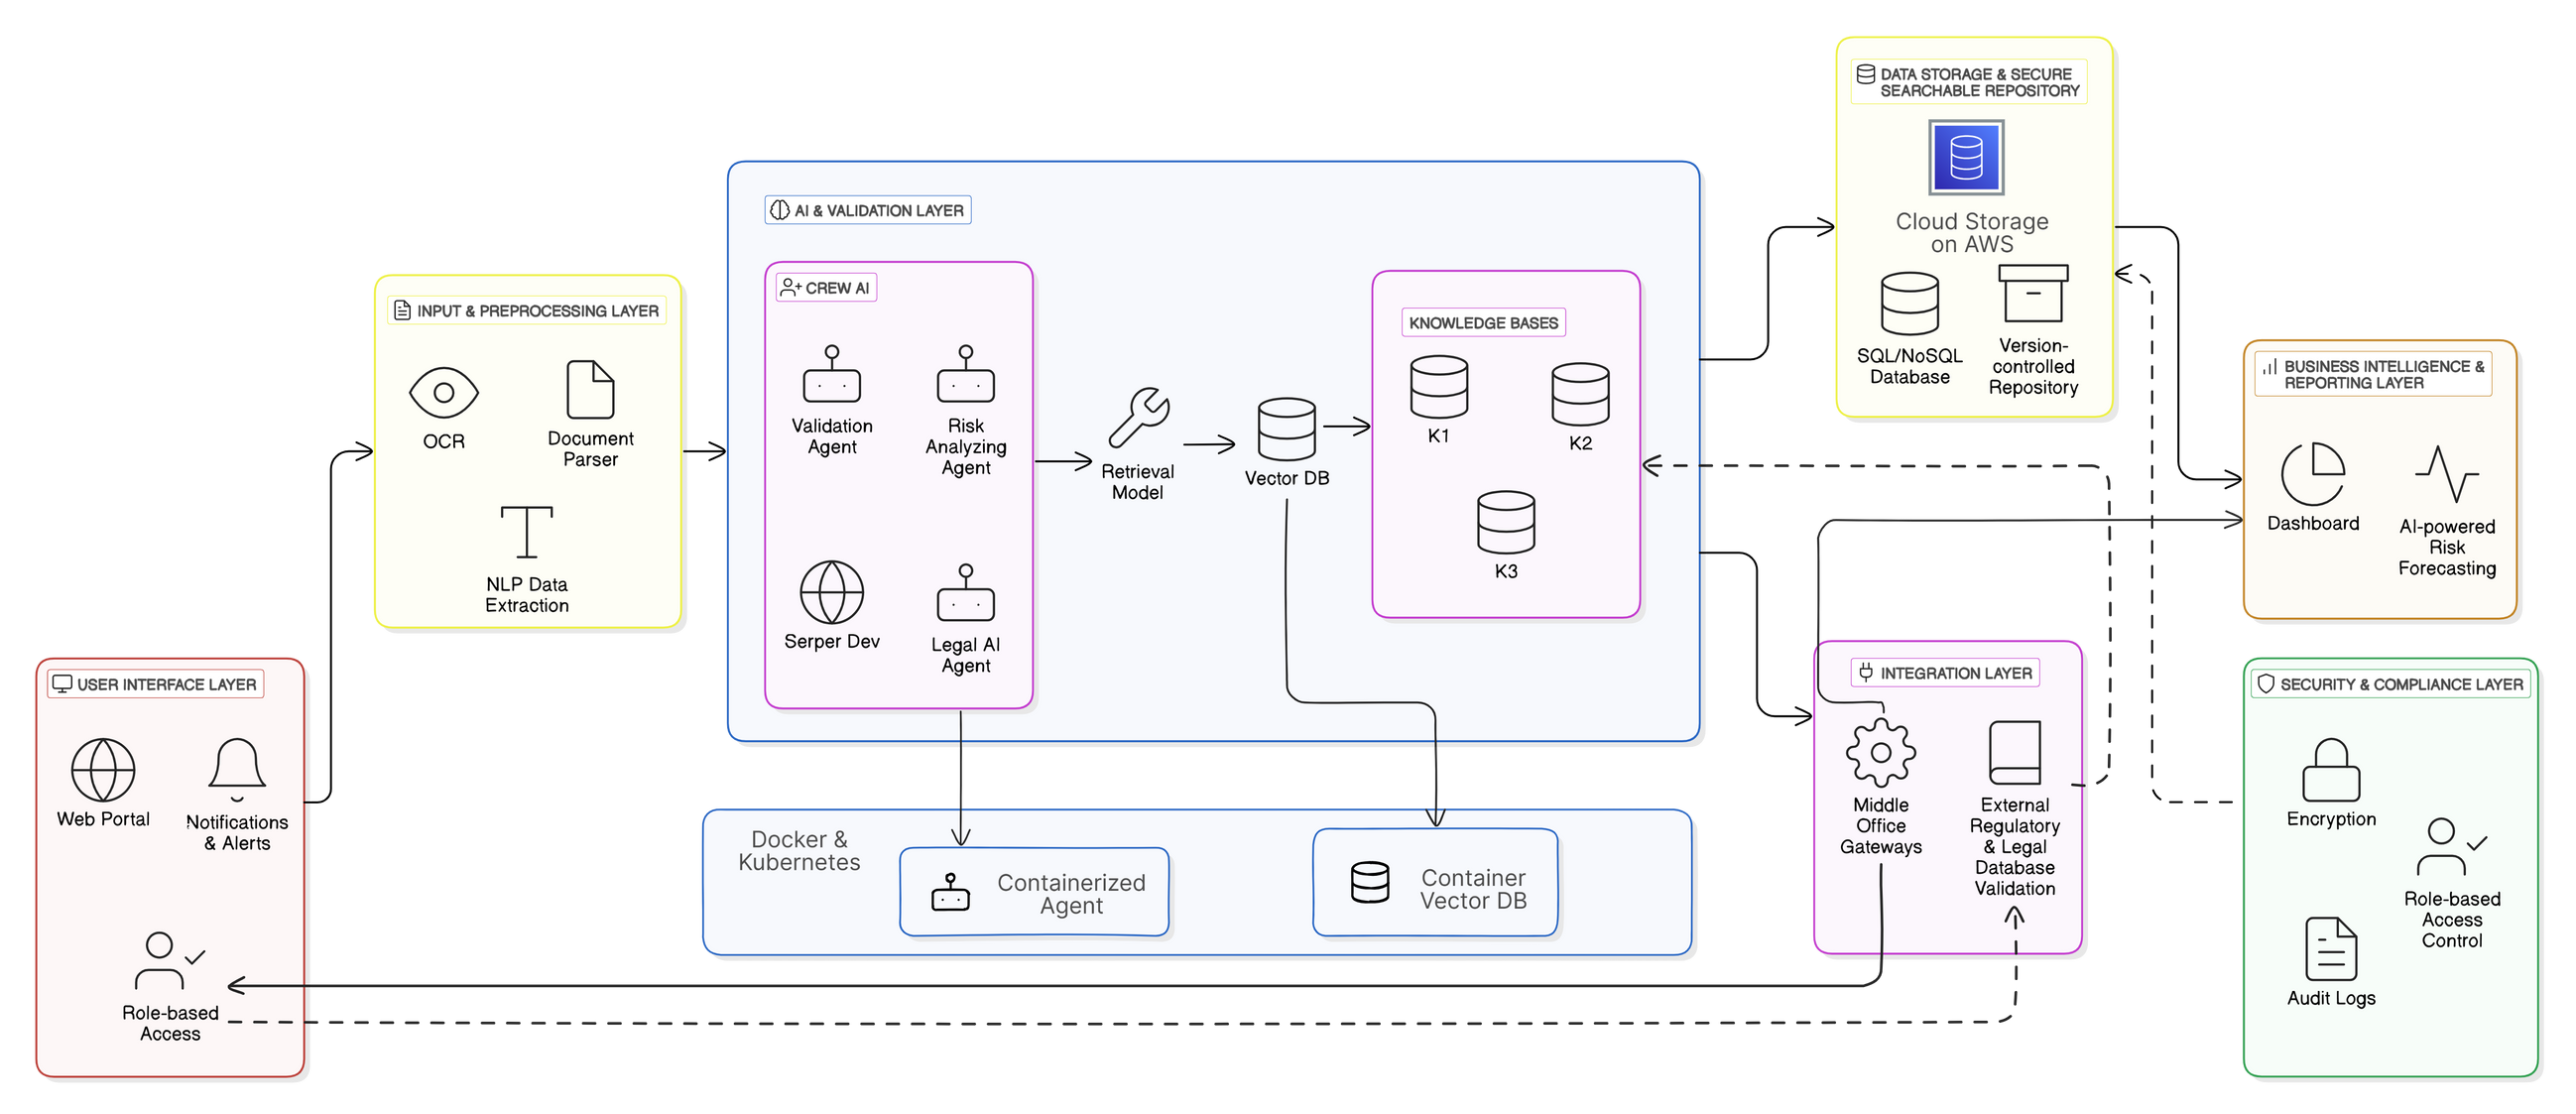 USER INTERFACE LAYER
Web Portal
Notifications
& Alerts
Role-based
Access
INPUT & PREPROCESSING LAYER
OCR
Document
Parser
NLP Data
Extraction
AI & VALIDATION LAYER
CREW AI
Validation
Agent
Risk
Analyzing
Agent
Serper Dev
Legal AI
Agent
Retrieval
Model
Vector DB
KNOWLEDGE BASES
K1
K2
K3
Docker &
Kubernetes
Containerized
Agent
Container
Vector DB
DATA STORAGE & SECURE
SEARCHABLE REPOSITORY
Cloud Storage
on AWS
SQL/NoSQL
Database
Version-
controlled
Repository
INTEGRATION LAYER
Middle
Office
Gateways
External
Regulatory
& Legal
Database
Validation
BUSINESS INTELLIGENCE &
REPORTING LAYER
Dashboard
AI-powered
Risk
Forecasting
SECURITY & COMPLIANCE LAYER
Encryption
Role-based
Access
Control
Audit Logs